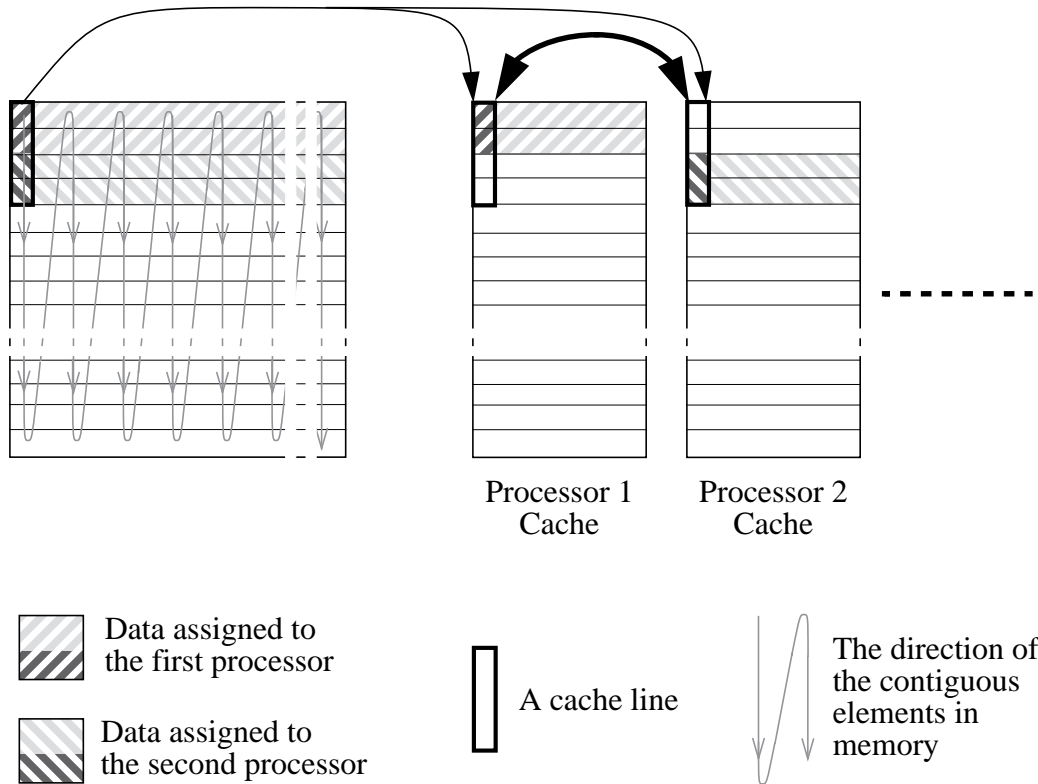 Processor 1
Cache
Processor 2
Cache
Data assigned to
the first processor
Data assigned to
the second processor
A cache line
The direction of
the contiguous
elements in
memory